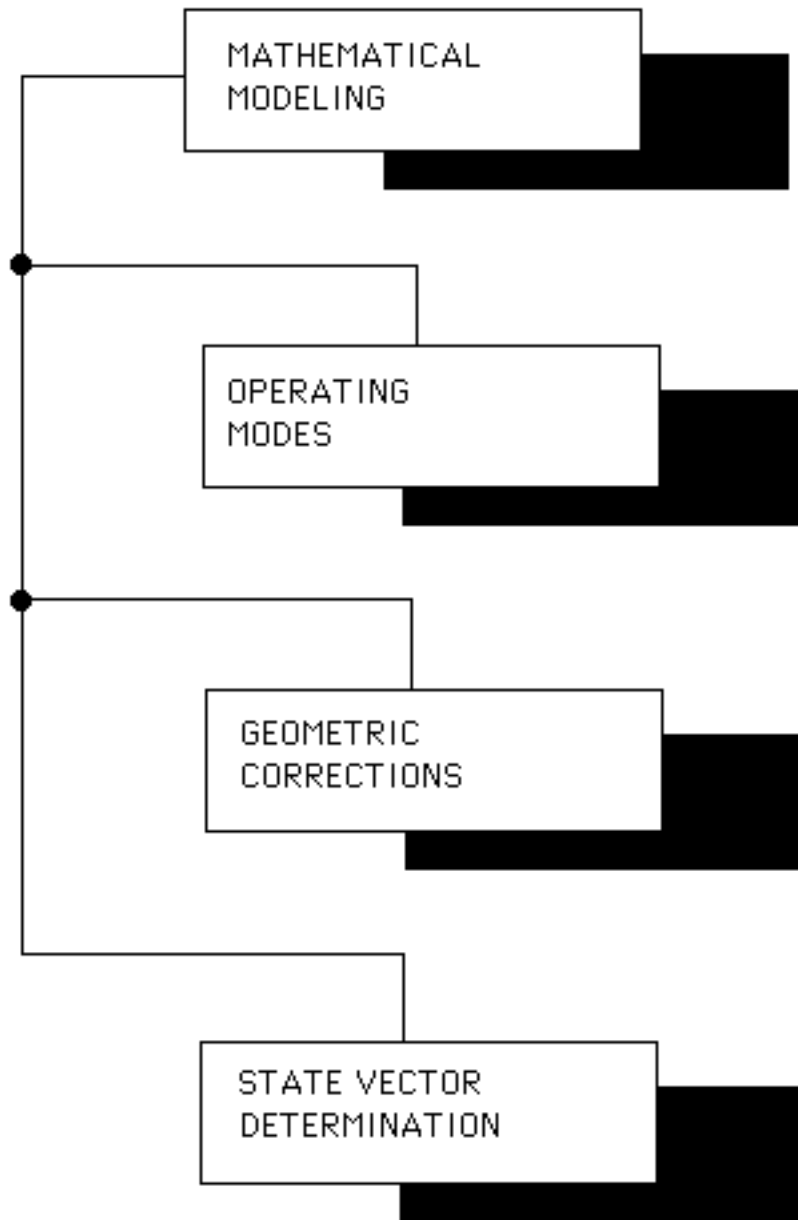 MATHEMATICAL
MODELING
OPERATING
MODES
GEOMETRIC
CORRECTIONS
STATE VECTOR
DETERMINATION